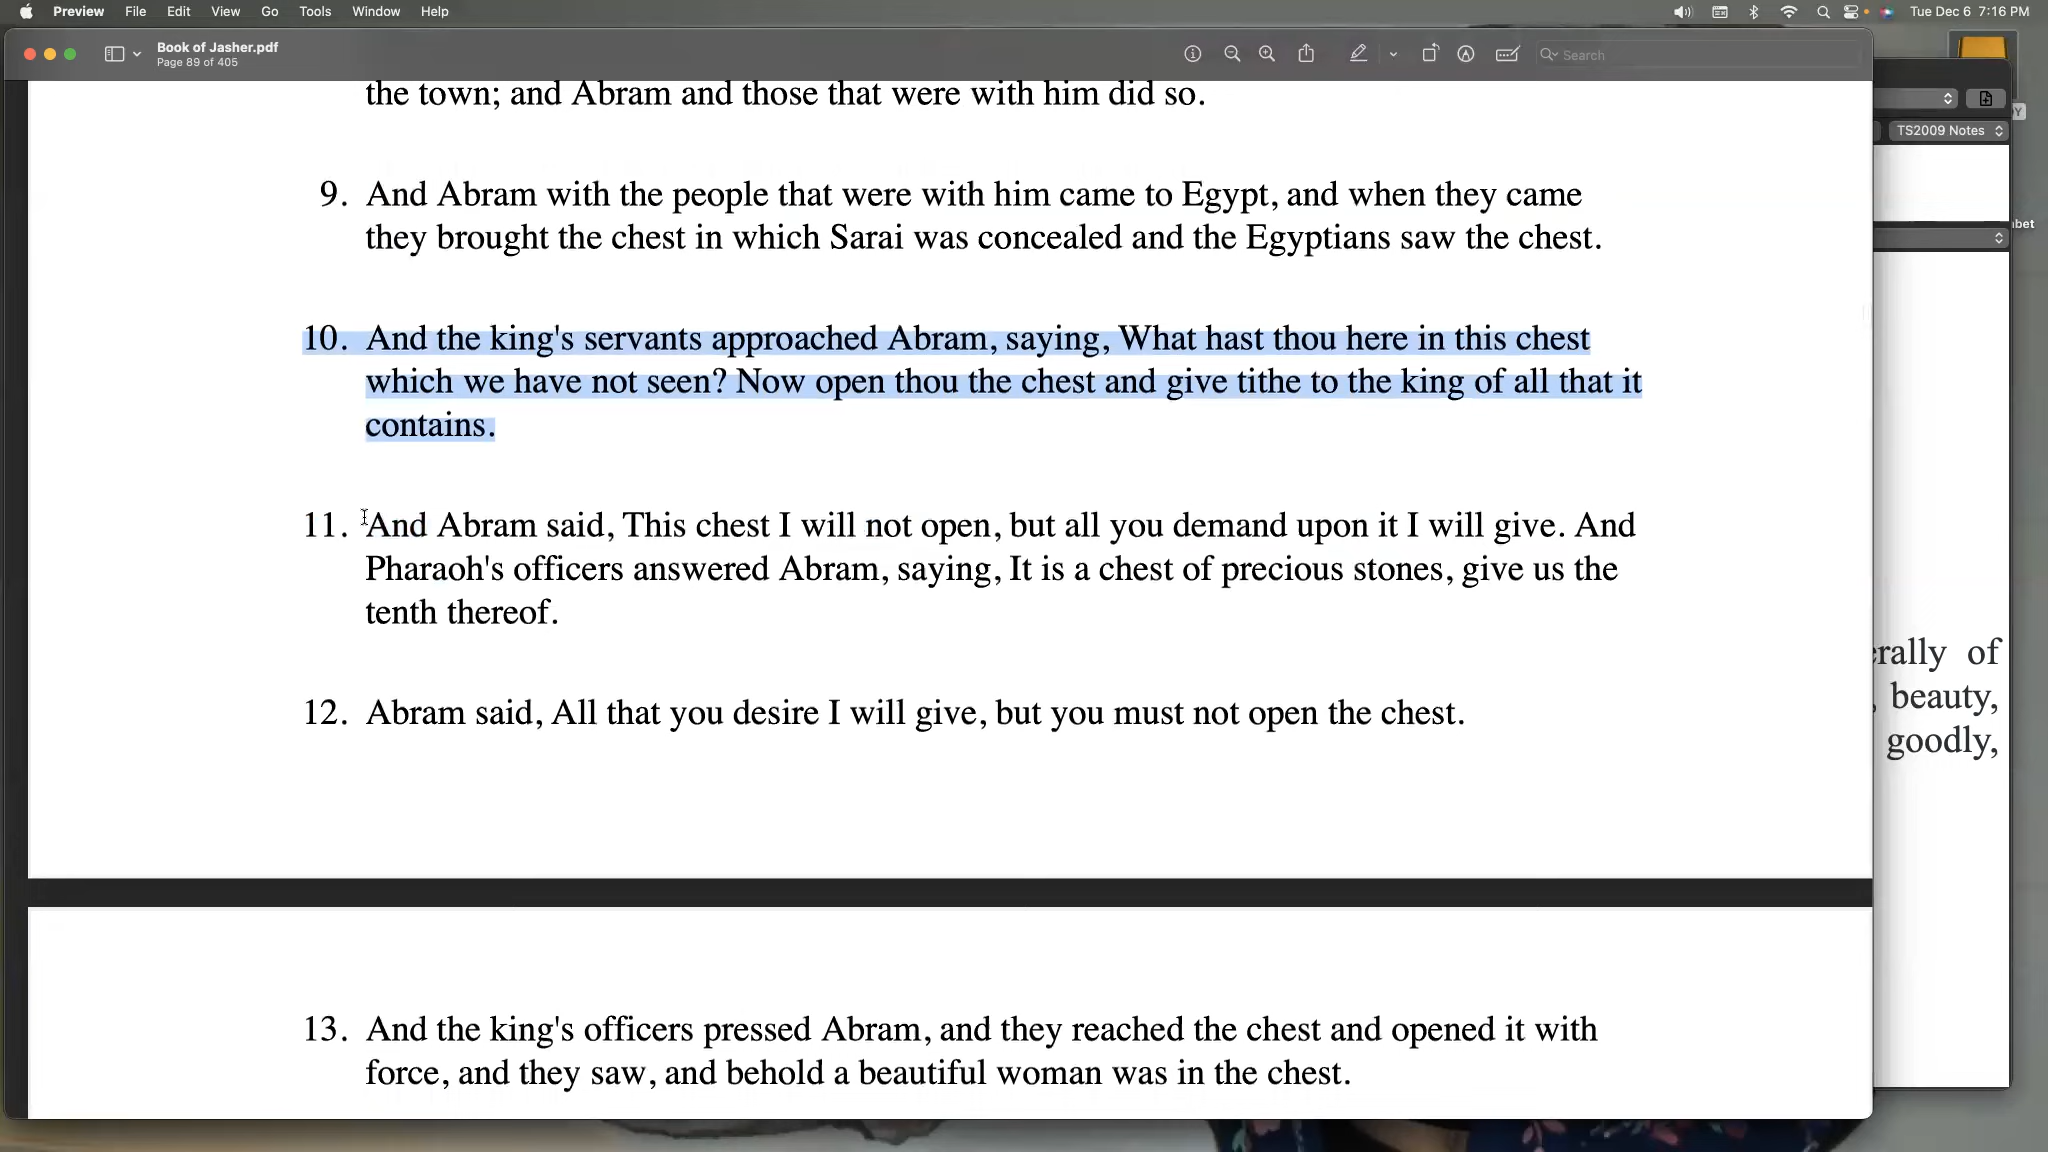 Preview File Edit View Go Tools Window Help
Tue Dec 6 7:16 PM
Book of Jasher.pdf
Page 89 of 405
Search
the town; and Abram and those that were with him did so.
TS2009 Notes
9. And Abram with the people that were with him came to Egypt, and when they came
they brought the chest in which Sarai was concealed and the Egyptians saw the chest.
10. And the king's servants approached Abram, saying, What hast thou here in this chest
which we have not seen? Now open thou the chest and give tithe to the king of all that it
contains.
11. And Abram said, This chest I will not open, but all you demand upon it I will give. And
Pharaoh's officers answered Abram, saying, It is a chest of precious stones, give us the
tenth thereof.
12. Abram said, All that you desire I will give, but you must not open the chest.
13. And the king's officers pressed Abram, and they reached the chest and opened it with
force, and they saw, and behold a beautiful woman was in the chest.
erally of
, beauty,
goodly,